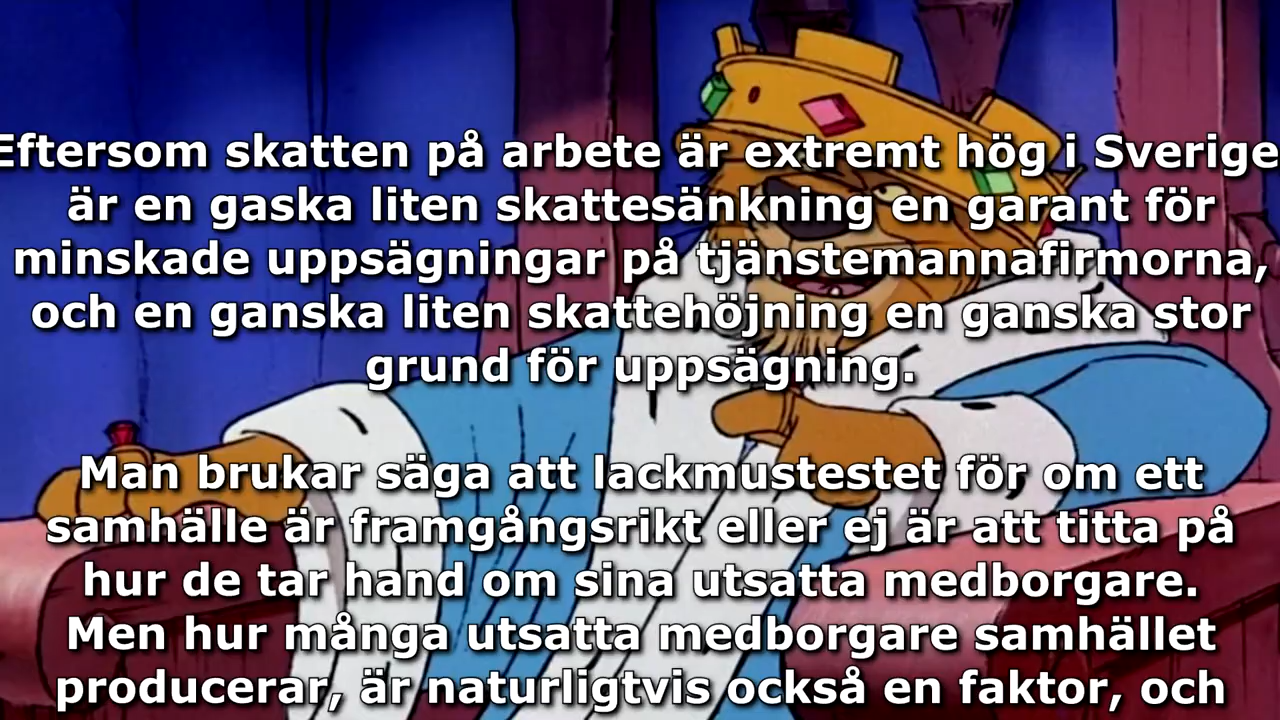 Eftersom skatten på arbete är extremt hög i Sverige
är en gaska liten skattesänkning en garant för
minskade uppsägningar på tjänstemannafirmorna,
och en ganska liten skattehöjning en ganska stor
grund för uppsägning.
Man brukar säga att lackmustestet för om ett
samhälle är framgångsrikt eller ej är att titta på
hur de tar hand om sina utsatta medborgare.
Men hur många utsatta medborgare samhället
producerar, är naturligtvis också en faktor, och